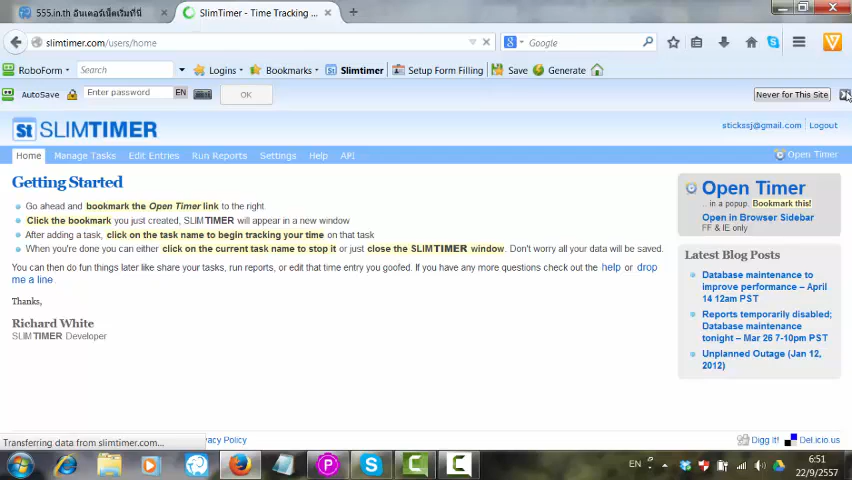 555.in.th อินเตอร์เน็ตเริ่มที่นี่
SlimTimer - Time Tracking ...
slimtimer.com/users/home
Google
RoboForm
Search
Logins
Bookmarks
Slimtimer
Setup Form Filling
Save
Generate
AutoSave
Enter password
EN
OK
Never for This Site
St SLIMTIMER
stickssj@gmail.com
Logout
Home
Manage Tasks
Edit Entries
Run Reports
Settings
Help
API
Open Timer
Getting Started
Go ahead and bookmark the Open Timer link to the right.
Click the bookmark you just created, SLIMTIMER will appear in a new window
After adding a task, click on the task name to begin tracking your time on that task
When you're done you can either click on the current task name to stop it or just close the SLIMTIMER window. Don't worry all your data will be saved.
You can then do fun things later like share your tasks, run reports, or edit that time entry you goofed. If you have any more questions check out the help or drop
me a line
Thanks,
Richard White
SLIMTIMER Developer
Open Timer
.. in a popup. Bookmark this!
Open in Browser Sidebar
FF & IE only
Latest Blog Posts
Database maintenance to
improve performance – April
14 12am PST
Reports temporarily disabled;
Database maintenance
tonight – Mar 26 7-10pm PST
Unplanned Outage (Jan 12,
2012)
Transferring data from slimtimer.com...
vacy Policy
Digg It!
Del.icio.us
EN
6:51
22/9/2557